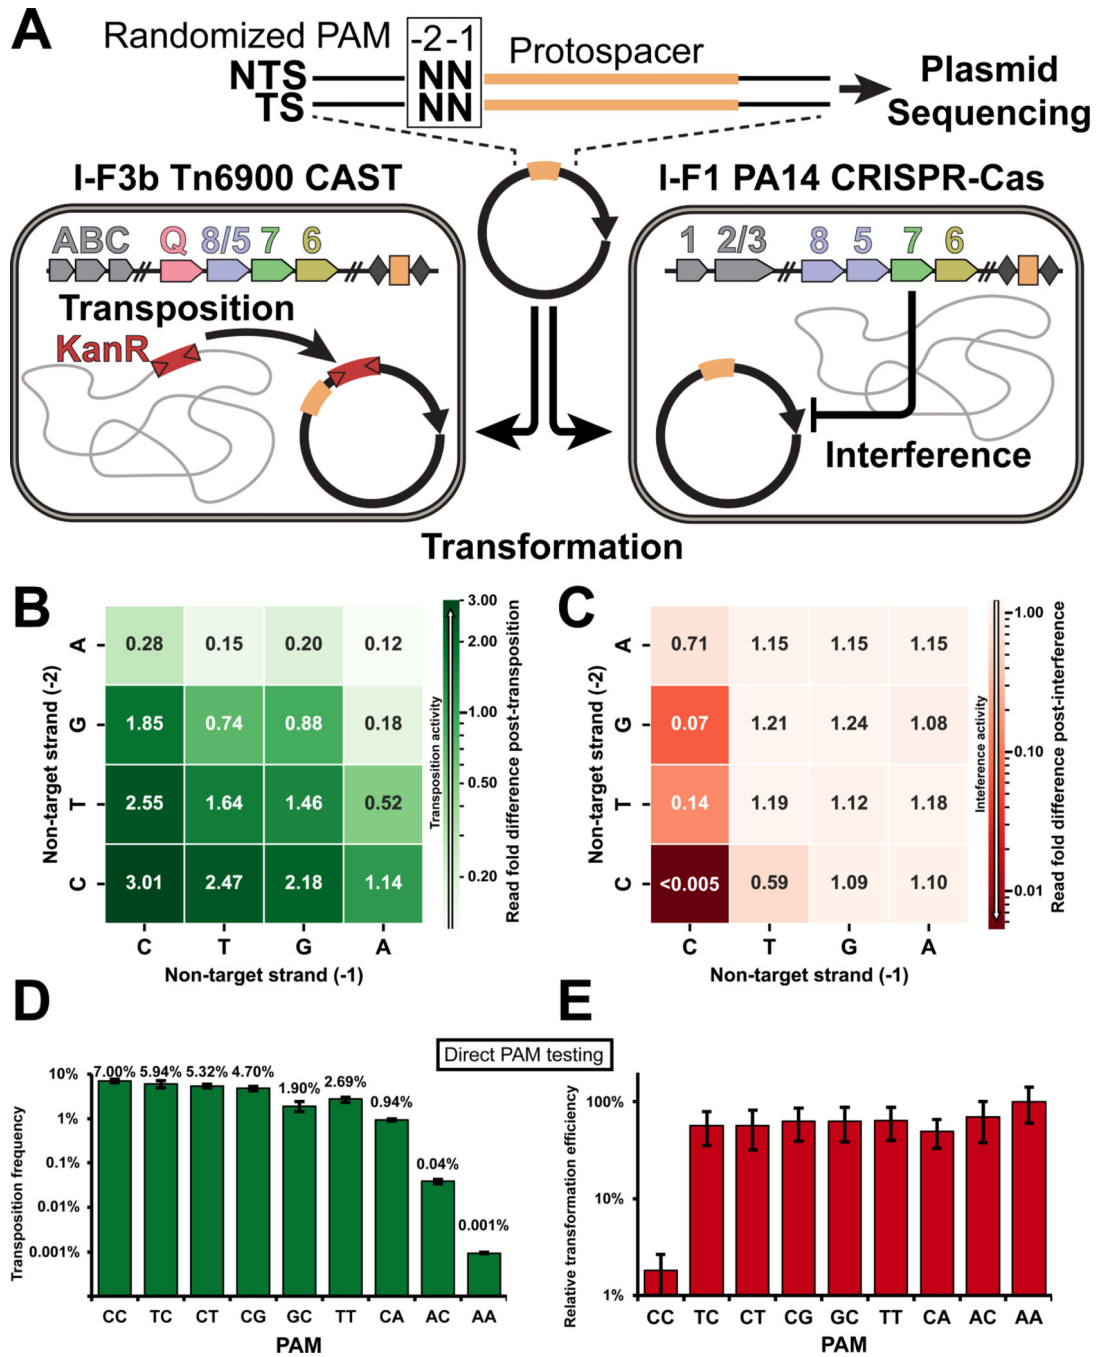 A
Randomized PAM
-2 -1
Protospacer
NTS
NN
TS
NN
Plasmid
Sequencing
I-F3b Tn6900 CAST
I-F1 PA14 CRISPR-Cas
ABC Q 8/5 7 6
1 2/3 8 5 7 6
Transposition
KanR
Interference
Transformation
B
Non-target strand (-2)
A 0.28 0.15 0.20 0.12
G 1.85 0.74 0.88 0.18
T 2.55 1.64 1.46 0.52
C 3.01 2.47 2.18 1.14
C T G A
Non-target strand (-1)
3.00
2.00
1.00
0.50
0.20
Transposition activity
Read fold difference post-transposition
C
Non-target strand (-2)
A 0.71 1.15 1.15 1.15
G 0.07 1.21 1.24 1.08
T 0.14 1.19 1.12 1.18
C <0.005 0.59 1.09 1.10
C T G A
Non-target strand (-1)
1.00
0.10
0.01
Inteference activity
Read fold difference post-interference
D
Direct PAM testing
Transposition frequency
10%
1%
0.1%
0.01%
0.001%
7.00% 5.94% 5.32% 4.70% 1.90% 2.69% 0.94% 0.04% 0.001%
CC TC CT CG GC TT CA AC AA
PAM
E
Relative transformation efficiency
100%
10%
1%
CC TC CT CG GC TT CA AC AA
PAM